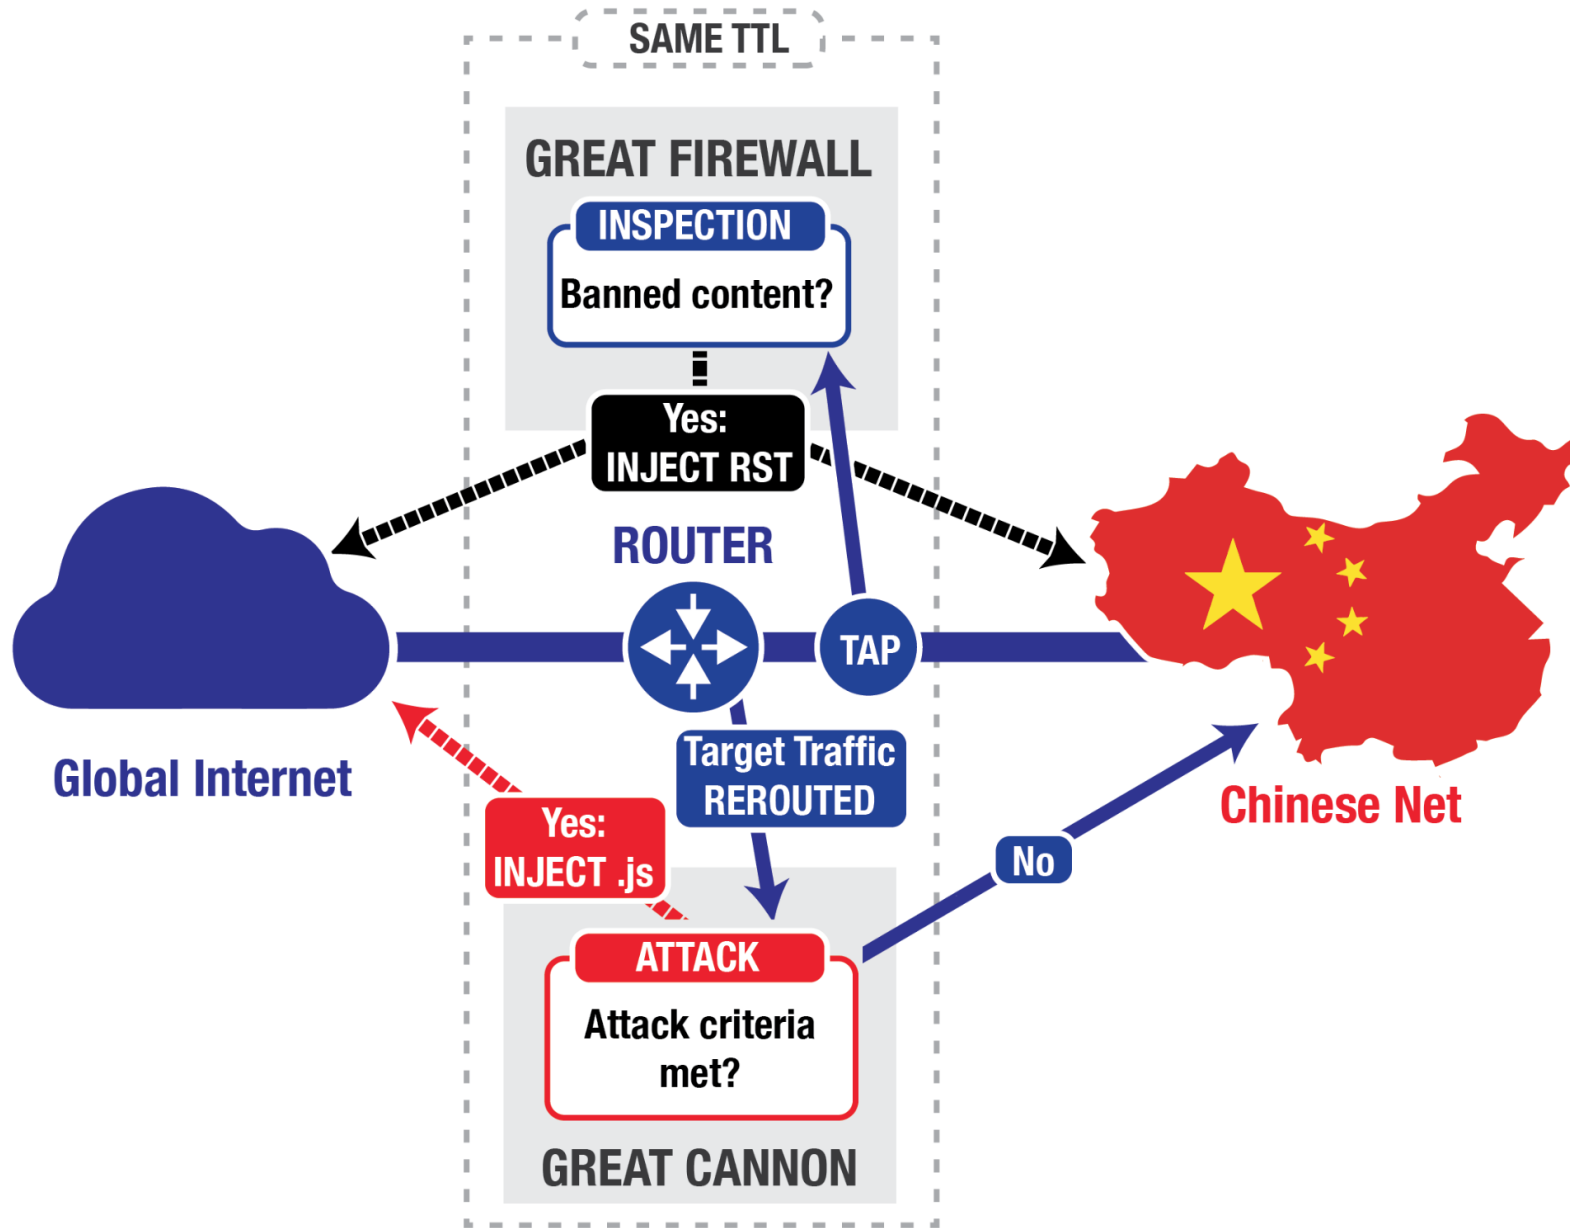 SAME TTL
GREAT FIREWALL
INSPECTION
Banned content?
Yes:
INJECT RST
ROUTER
TAP
Target Traffic
REROUTED
Global Internet
Chinese Net
Yes:
INJECT .js
No
ATTACK
Attack criteria
met?
GREAT CANNON